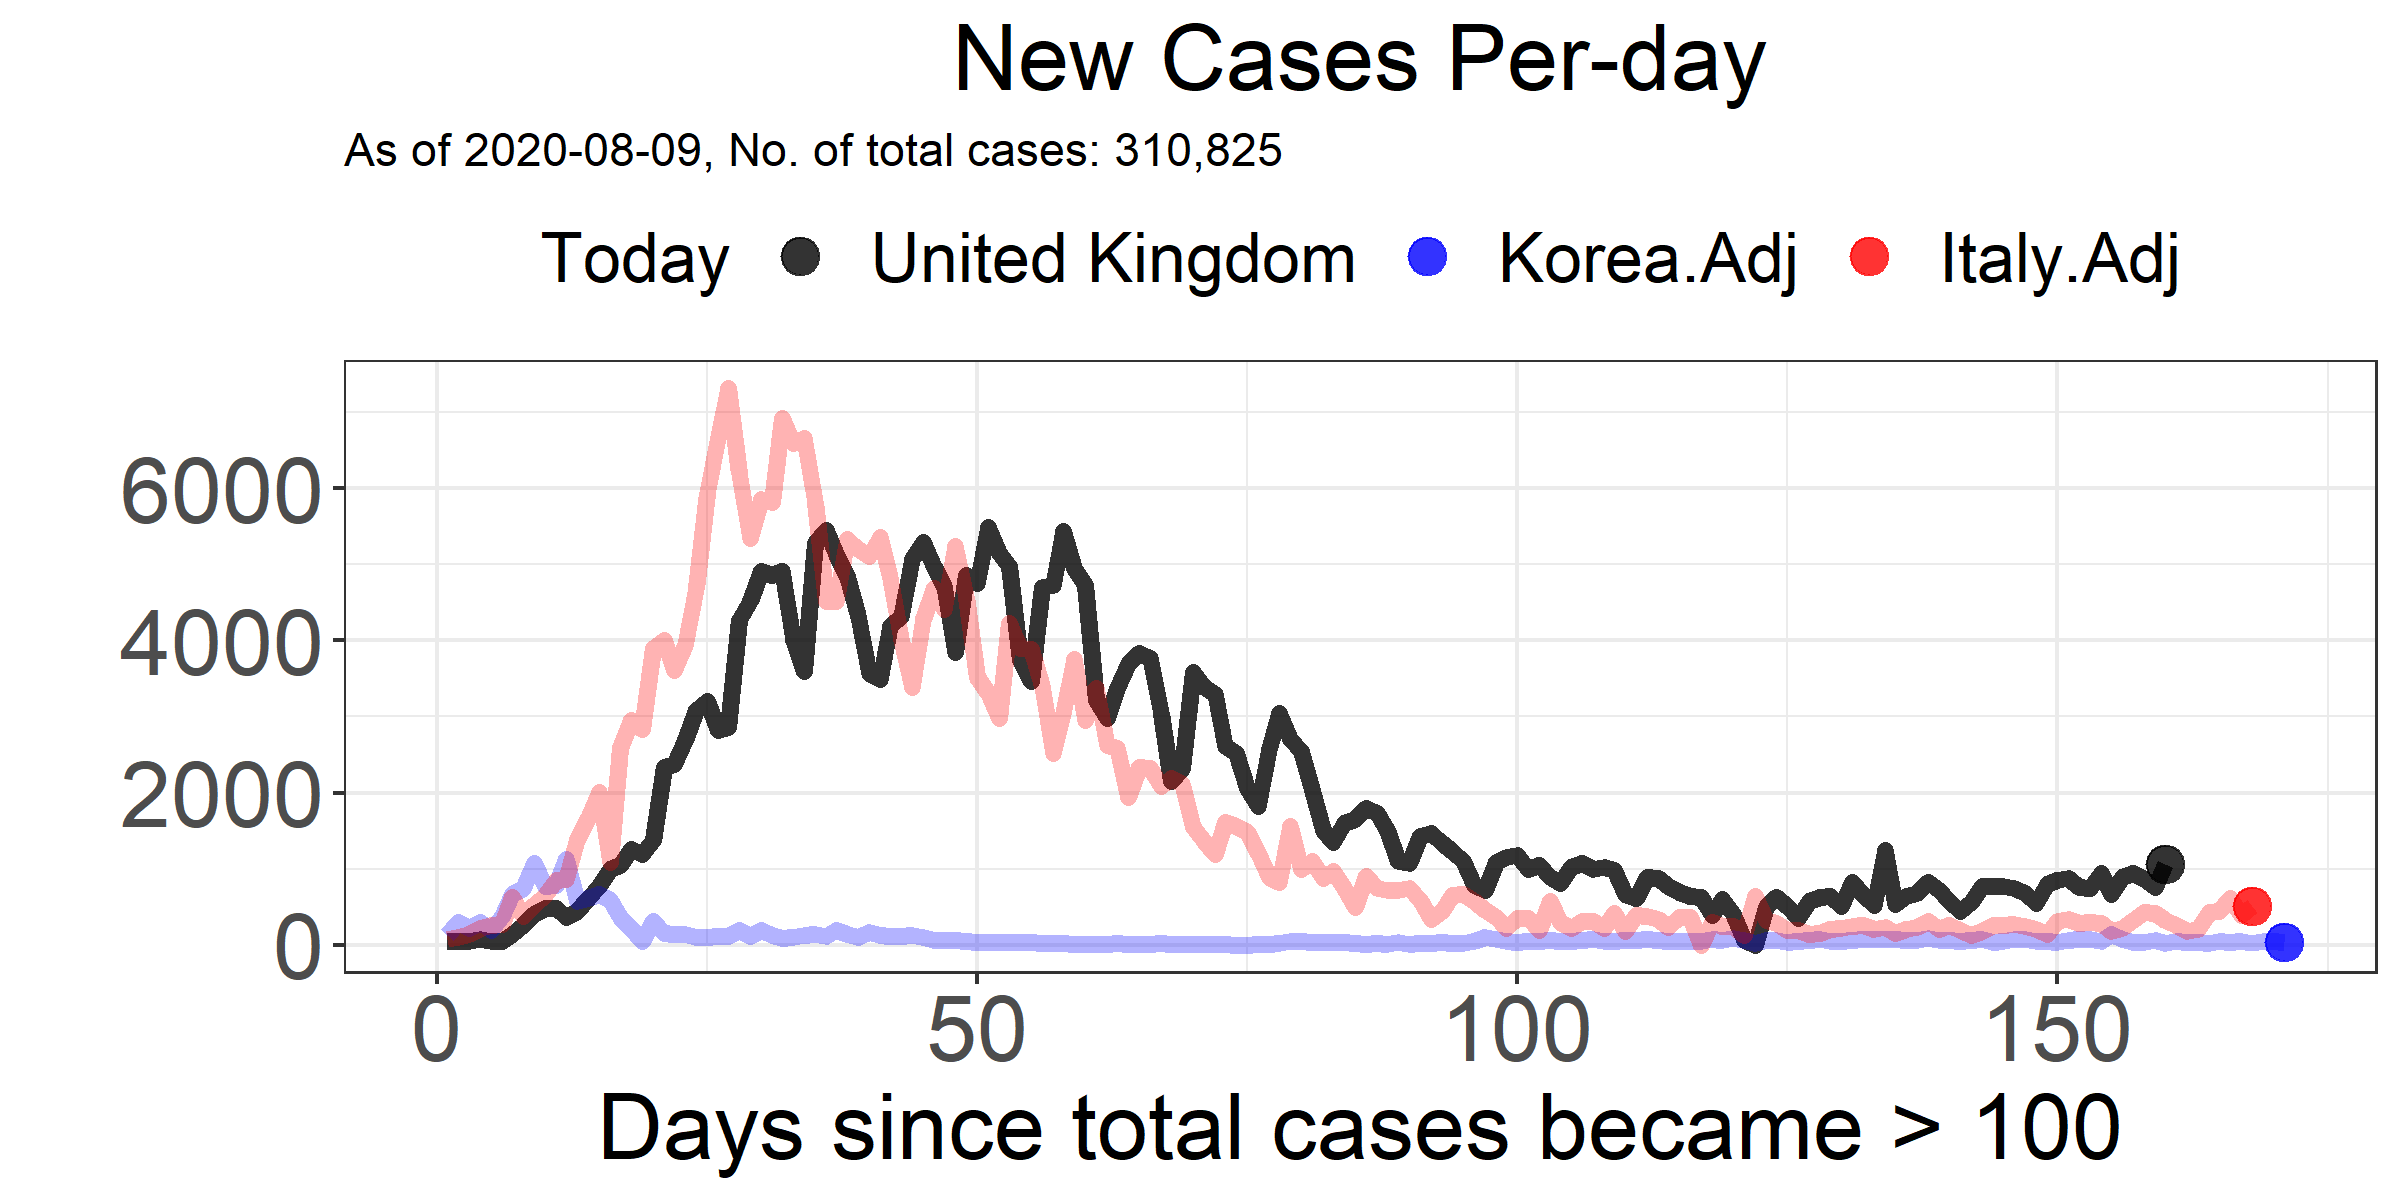 New Cases Per-day
As of 2020-08-09, No. of total cases: 310,825
Today United Kingdom Korea.Adj Italy.Adj
6000
4000
2000
0
0 50 100 150
Days since total cases became > 100